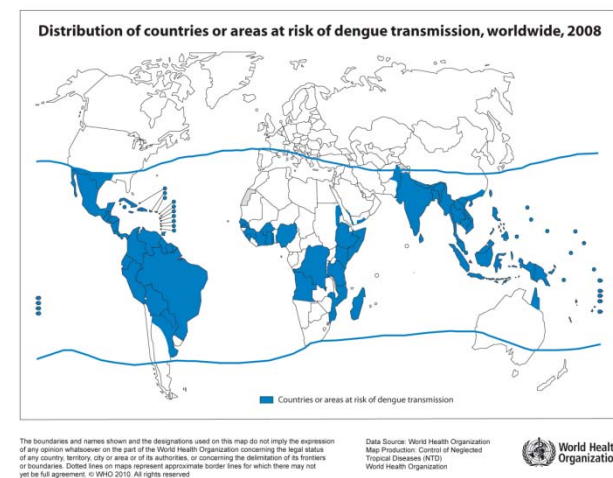 Distribution of countries or areas at risk of dengue transmission, worldwide, 2008
Countries or areas at risk of dengue transmission
The boundaries and names shown and the designations used on this map do not imply the expression
of any opinion whatsoever on the part of the World Health Organization concerning the legal status
of any country, territory, city or area or of its authorities, or concerning the delimitation of its frontiers
or boundaries. Dotted lines on maps represent approximate border lines for which there may not
yet be full agreement. © WHO 2010. All rights reserved
Data Source: World Health Organization
Map Production: Control of Neglected
Tropical Diseases (NTD)
World Health Organization
World Healt
Organizatio